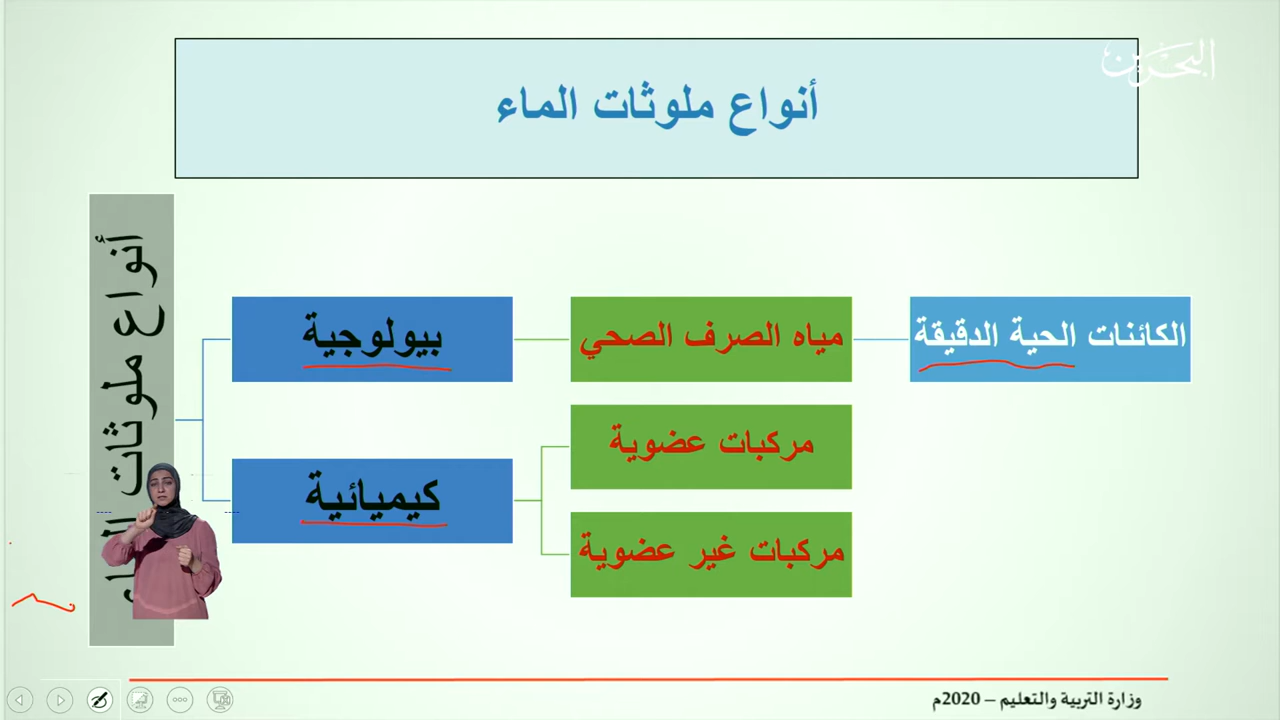 البحرين
أنواع ملوثات الماء
أنواع ملوثات
بيولوجية
مياه الصرف الصحي
الكائنات الحية الدقيقة
كيميائية
مركبات عضوية
مركبات غير عضوية
وزارة التربية والتعليم – 2020م